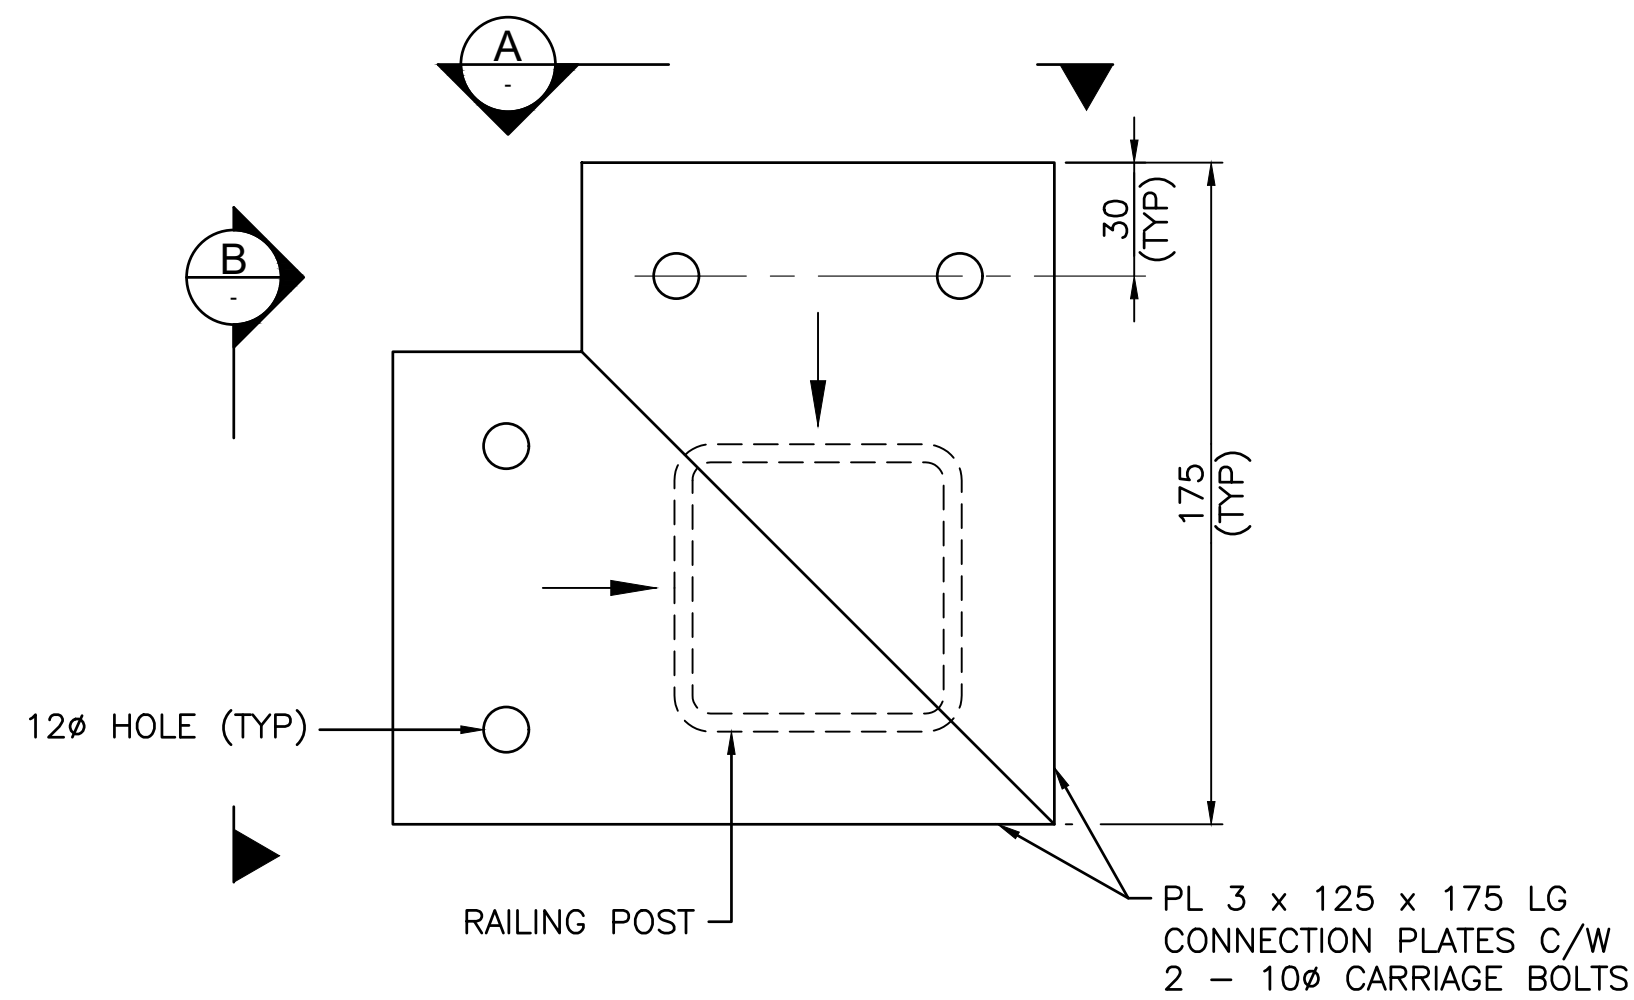 A
-
B
-
30
(TYP)
175
(TYP)
12ø HOLE (TYP)
RAILING POST
PL 3 x 125 x 175 LG
CONNECTION PLATES C/W
2 - 10ø CARRIAGE BOLTS